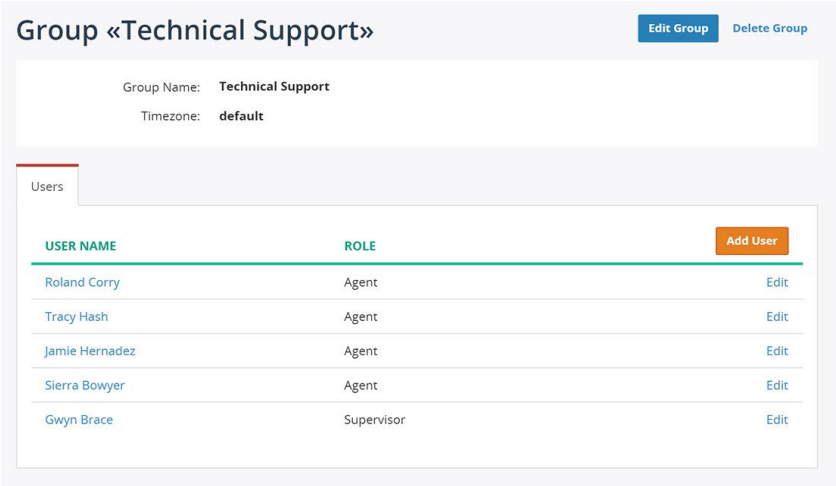 Group «Technical Support»
Edit Group
Delete Group
Group Name: Technical Support
Timezone: default
Users
USER NAME ROLE Add User
Roland Corry Agent Edit
Tracy Hash Agent Edit
Jamie Hernadez Agent Edit
Sierra Bowyer Agent Edit
Gwyn Brace Supervisor Edit